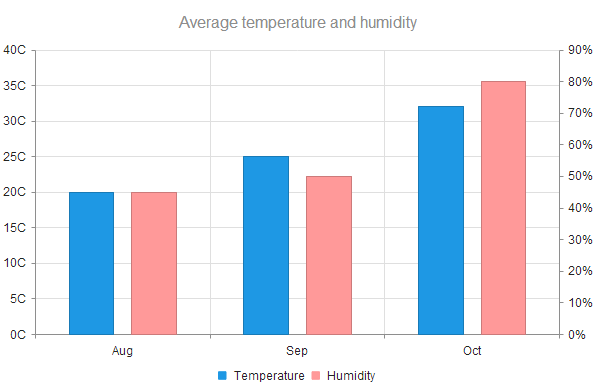 Average temperature and humidity
40C
35C
30C
25C
20C
15C
10C
5C
0C
90%
80%
70%
60%
50%
40%
30%
20%
10%
0%
Aug Sep Oct
Temperature Humidity